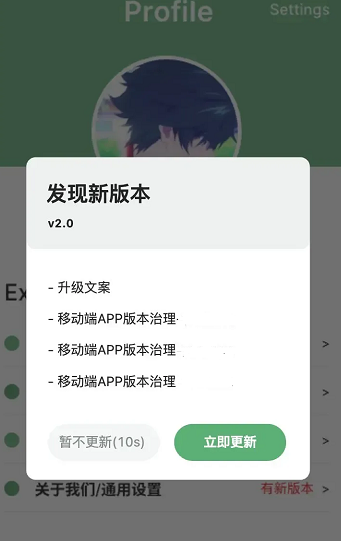 Profile
Settings
发现新版本
v2.0
- 升级文案
- 移动端APP版本治理
- 移动端APP版本治理
- 移动端APP版本治理
Ex
>
>
>
暂不更新(10s)
立即更新
关于我们/通用设置
有新版本 >